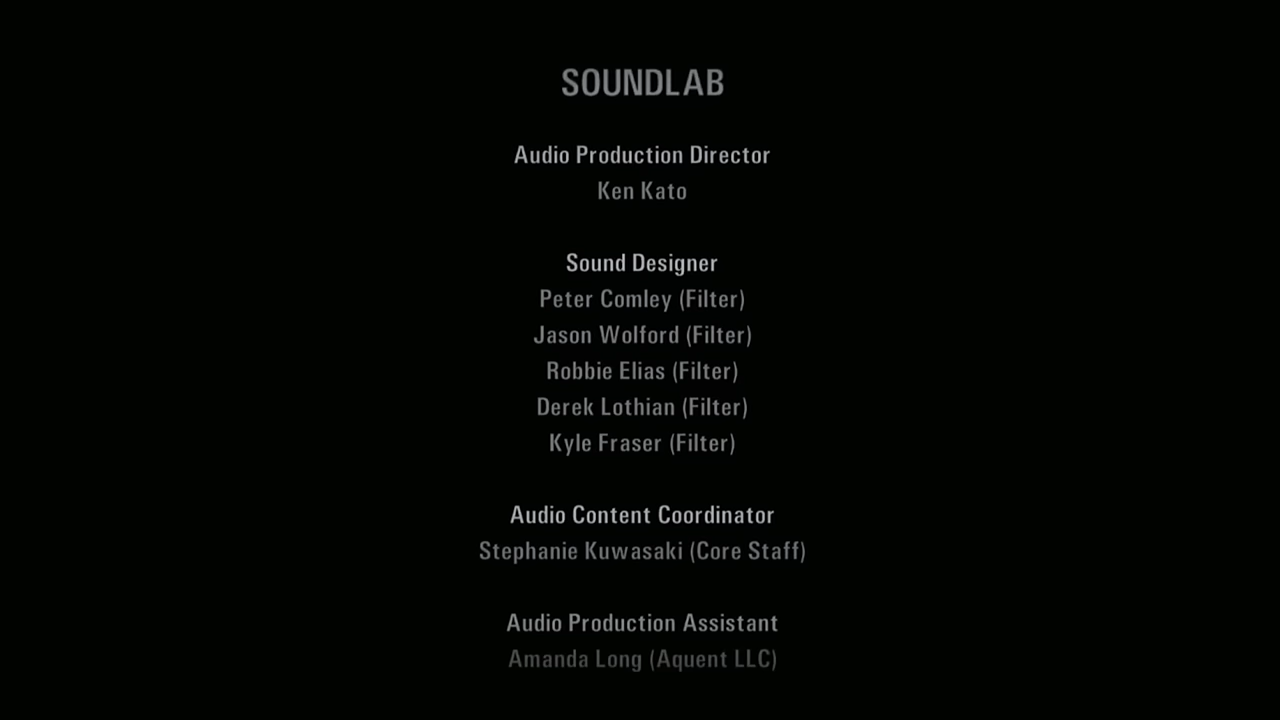 SOUNDLAB
Audio Production Director
Ken Kato
Sound Designer
Peter Comley (Filter)
Jason Wolford (Filter)
Robbie Elias (Filter)
Derek Lothian (Filter)
Kyle Fraser (Filter)
Audio Content Coordinator
Stephanie Kuwasaki (Core Staff)
Audio Production Assistant
Amanda Long (Aquent LLC)